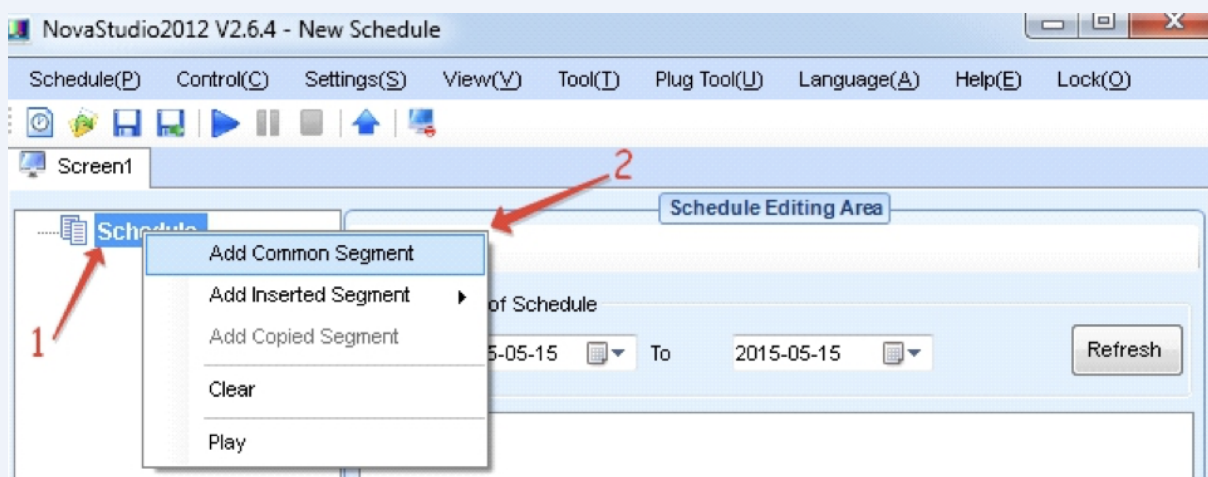 NovaStudio2012 V2.6.4 - New Schedule
Schedule(P) Control(C) Settings(S) View(V) Tool(T) Plug Tool(U) Language(A) Help(E) Lock(O)
Screen1
2
Schedule Editing Area
Schedule
Add Common Segment
Add Inserted Segment
of Schedule
Add Copied Segment
1
5-05-15 To 2015-05-15 Refresh
Clear
Play